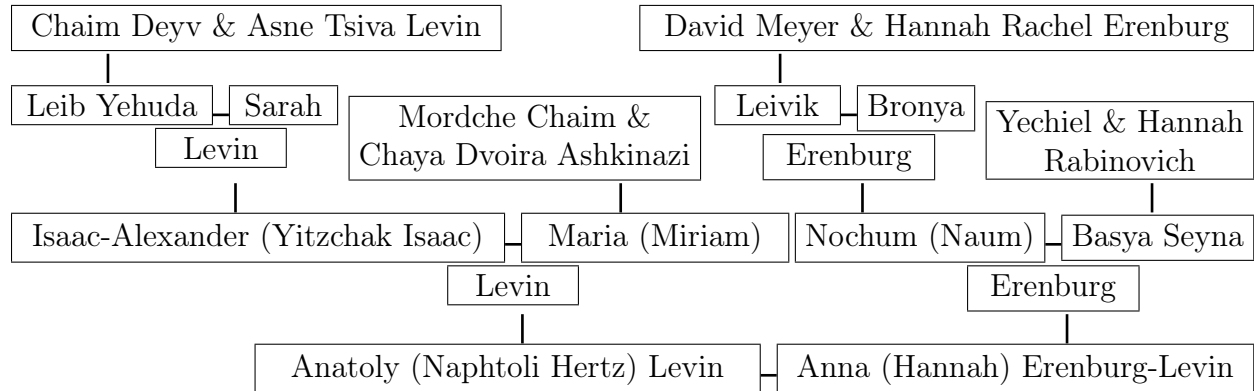 Chaim Deyv & Asne Tsiva Levin
David Meyer & Hannah Rachel Erenburg
Leib Yehuda
Sarah
Levin
Mordche Chaim &
Chaya Dvoira Ashkinazi
Leivik
Bronya
Erenburg
Yechiel & Hannah
Rabinovich
Isaac-Alexander (Yitzchak Isaac)
Maria (Miriam)
Nochum (Naum)
Basya Seyna
Levin
Erenburg
Anatoly (Naphtoli Hertz) Levin
Anna (Hannah) Erenburg-Levin